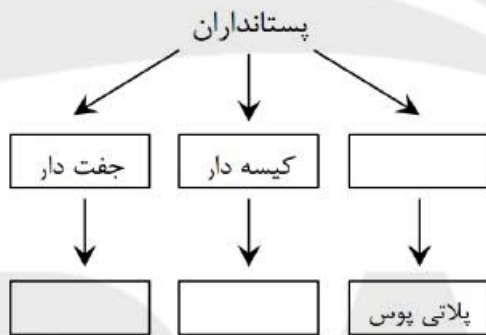 پستانداران
کیسه دار جفت دار
پلاتی پوس